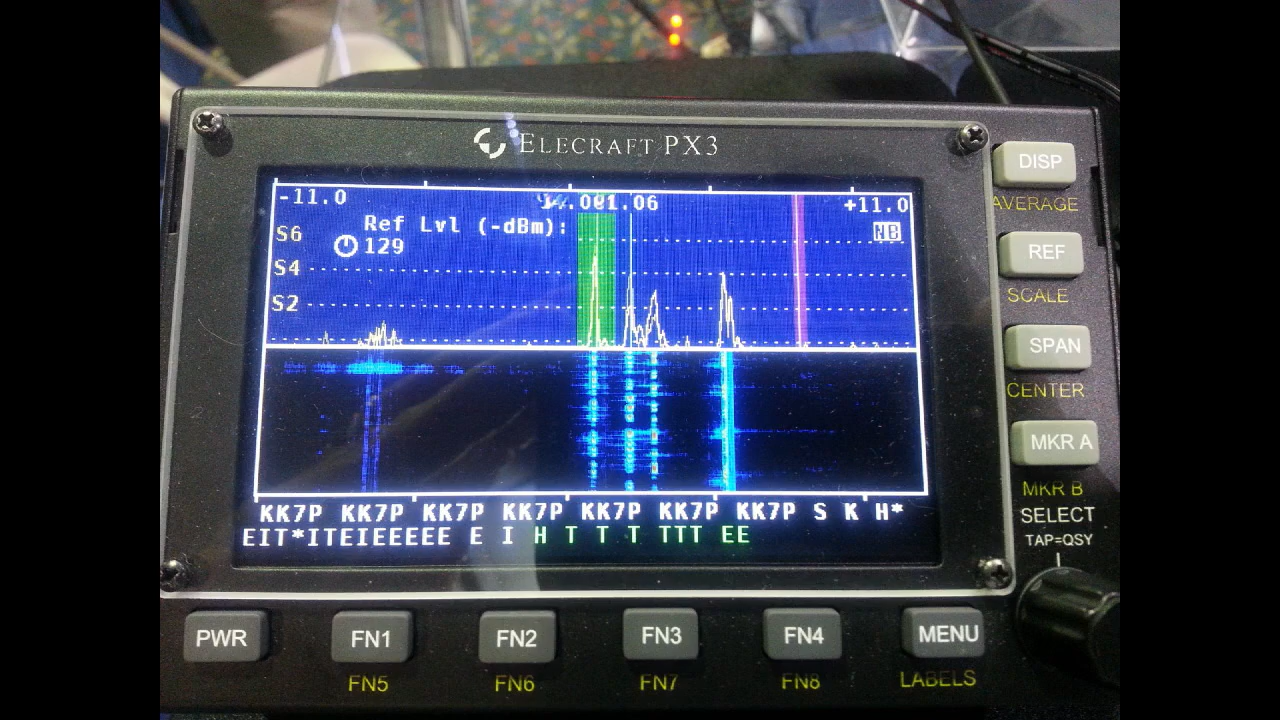 ELECRAFT PX3
-11.0 +11.0
Ref Lvl (-dBm):
129
NB
S6
S4
S2
KK7P KK7P KK7P KK7P KK7P KK7P KK7P S K H*
EIT*ITEIEEEEE E I H T T T TTT EE
DISP
AVERAGE
REF
SCALE
SPAN
CENTER
MKR A
MKR B
SELECT
TAP=QSY
PWR FN1 FN2 FN3 FN4 MENU
FN5 FN6 FN7 FN8 LABELS